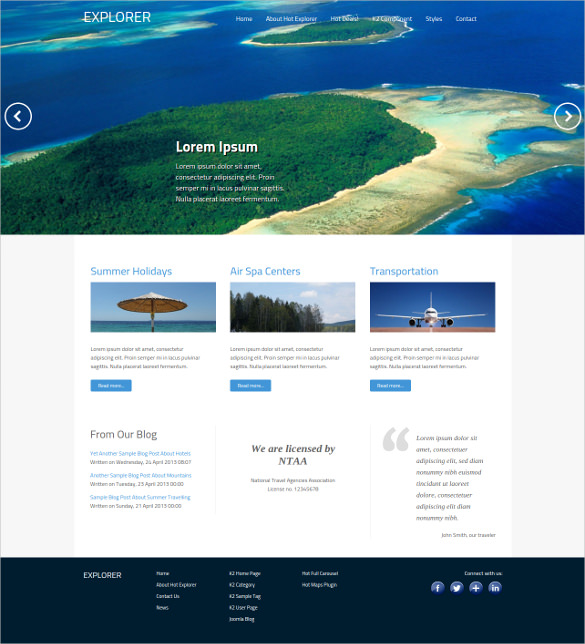 EXPLORER
Home About Hot Explorer Hot Deals! K2 Component Styles Contact
Lorem Ipsum
Lorem ipsum dolor sit amet,
consectetur adipiscing elit. Proin
semper mi in lacus pulvinar sagittis.
Nulla placerat laoreet fermentum.
Summer Holidays
Lorem ipsum dolor sit amet, consectetur
adipiscing elit. Proin semper mi in lacus pulvinar
sagittis. Nulla placerat laoreet fermentum.
Read more...
Air Spa Centers
Lorem ipsum dolor sit amet, consectetur
adipiscing elit. Proin semper mi in lacus pulvinar
sagittis. Nulla placerat laoreet fermentum.
Read more...
Transportation
Lorem ipsum dolor sit amet, consectetur
adipiscing elit. Proin semper mi in lacus pulvinar
sagittis. Nulla placerat laoreet fermentum.
Read more...
From Our Blog
Yet Another Sample Blog Post About Hotels
Written on Wednesday, 24 April 2013 08:07
Another Sample Blog Post About Mountains
Written on Tuesday, 23 April 2013 00:00
Sample Blog Post About Summer Travelling
Written on Sunday, 21 April 2013 00:00
We are licensed by
NTAA
National Travel Agencies Association
License no. 12345678
Lorem ipsum dolor sit
amet, consectetuer
adipiscing elit, sed diam
nonummy nibh euismod
tincidunt ut laoreet
dolore, consectetuer
adipiscing elit diam
nonummy nibh.
John Smith, our traveler
EXPLORER
Home
About Hot Explorer
Contact Us
News
K2 Home Page
K2 Category
K2 Sample Tag
K2 User Page
Joomla Blog
Hot Full Carousel
Hot Maps Plugin
Connect with us: